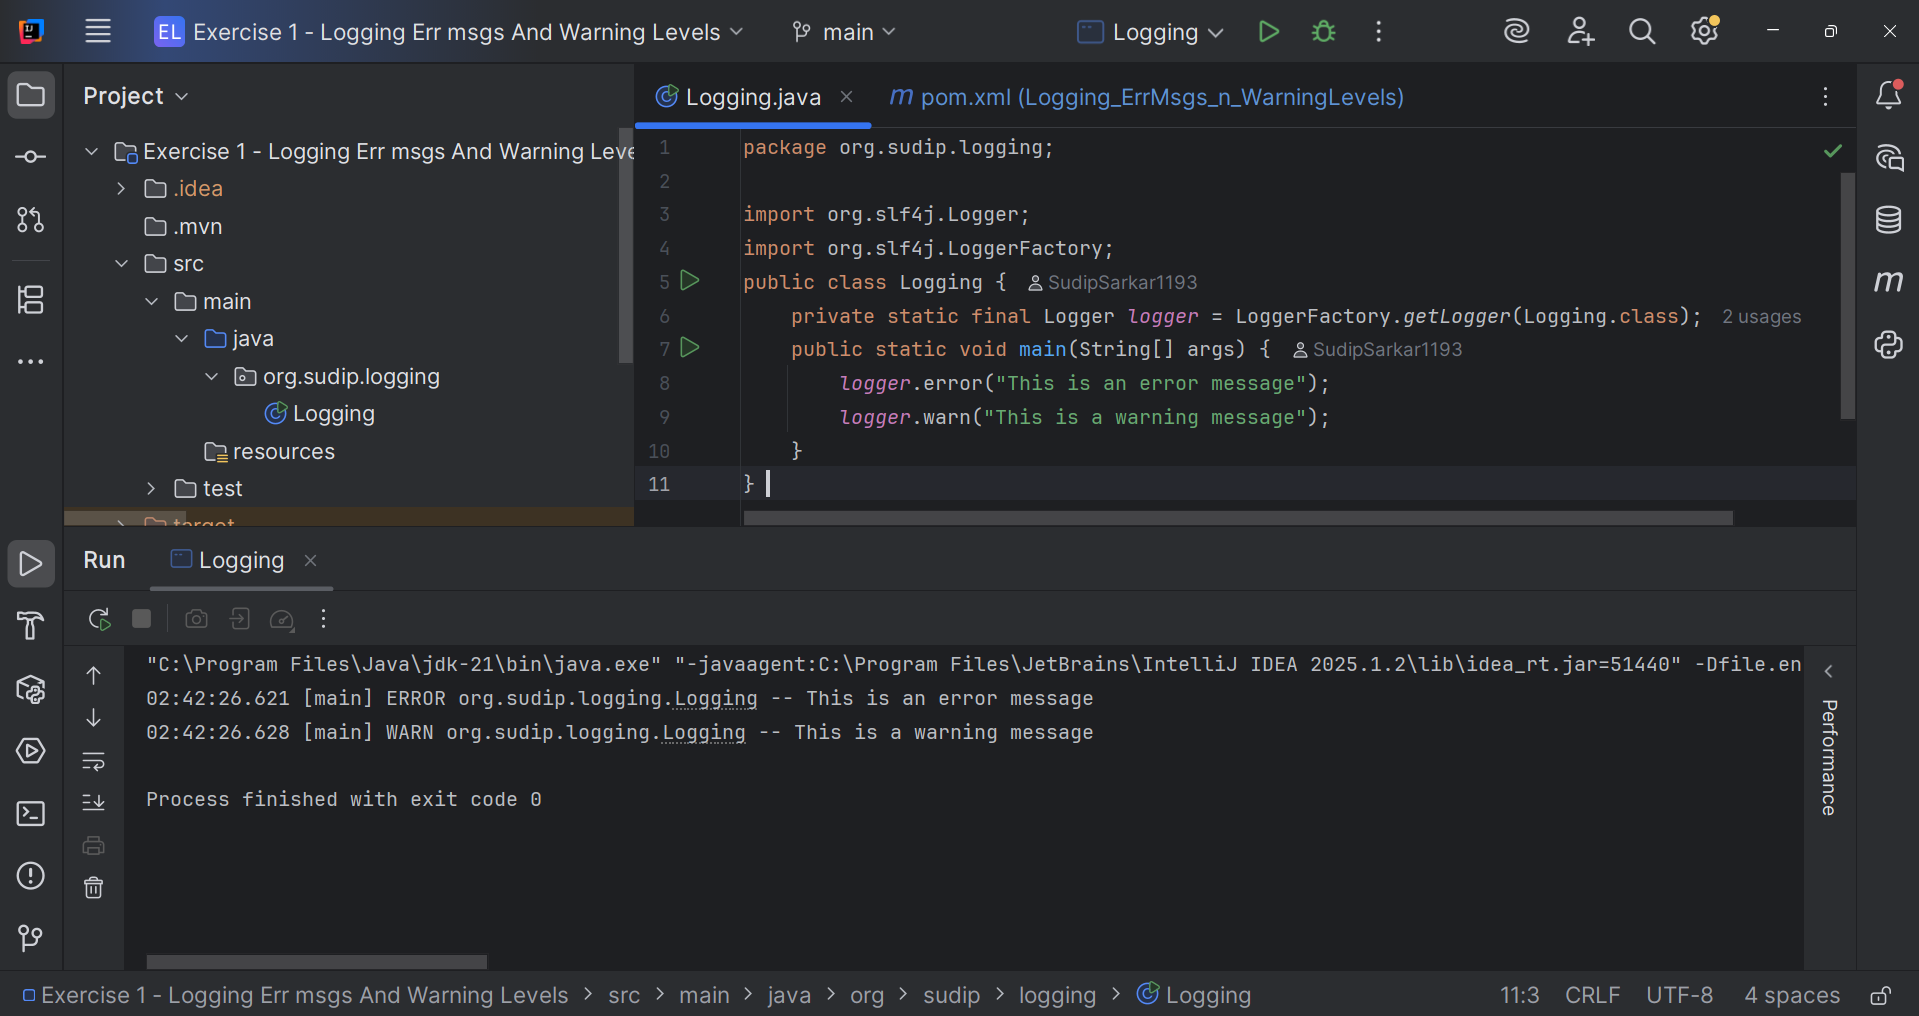 EL Exercise 1 - Logging Err msgs And Warning Levels main Logging
Project
Exercise 1 - Logging Err msgs And Warning Leve
.idea
.mvn
src
main
java
org.sudip.logging
Logging
resources
test
target
Logging.java m pom.xml (Logging_ErrMsgs_n_WarningLevels)
1 package org.sudip.logging;
2
3 import org.slf4j.Logger;
4 import org.slf4j.LoggerFactory;
5 public class Logging { SudipSarkar1193
6 private static final Logger logger = LoggerFactory.getLogger(Logging.class); 2 usages
7 public static void main(String[] args) { SudipSarkar1193
8 logger.error("This is an error message");
9 logger.warn("This is a warning message");
10 }
11 }
m
Run Logging
"C:\Program Files\Java\jdk-21\bin\java.exe" "-javaagent:C:\Program Files\JetBrains\IntelliJ IDEA 2025.1.2\lib\idea_rt.jar=51440" -Dfile.en
02:42:26.621 [main] ERROR org.sudip.logging.Logging -- This is an error message
02:42:26.628 [main] WARN org.sudip.logging.Logging -- This is a warning message
Process finished with exit code 0
Performance
Exercise 1 - Logging Err msgs And Warning Levels > src > main > java > org > sudip > logging > Logging 11:3 CRLF UTF-8 4 spaces